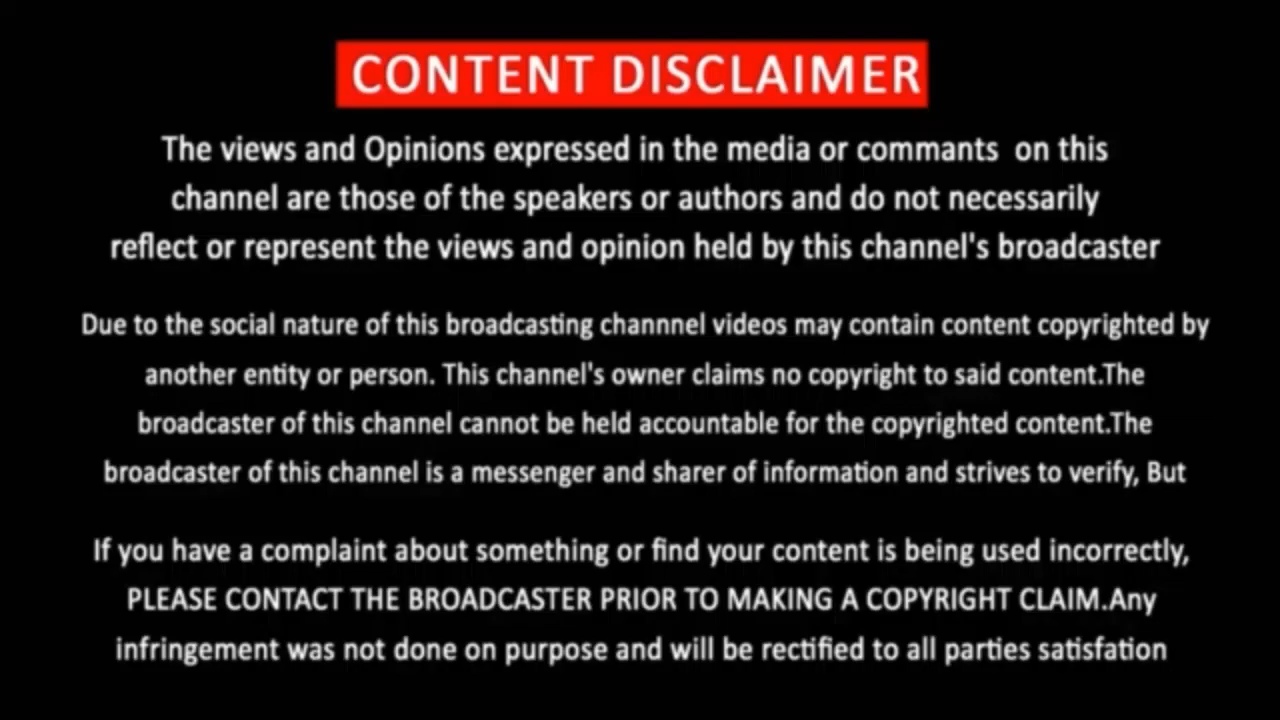 CONTENT DISCLAIMER
The views and Opinions expressed in the media or commants on this
channel are those of the speakers or authors and do not necessarily
reflect or represent the views and opinion held by this channel's broadcaster
Due to the social nature of this broadcasting channnel videos may contain content copyrighted by
another entity or person. This channel's owner claims no copyright to said content.The
broadcaster of this channel cannot be held accountable for the copyrighted content.The
broadcaster of this channel is a messenger and sharer of information and strives to verify, But
If you have a complaint about something or find your content is being used incorrectly,
PLEASE CONTACT THE BROADCASTER PRIOR TO MAKING A COPYRIGHT CLAIM.Any
infringement was not done on purpose and will be rectified to all parties satisfation